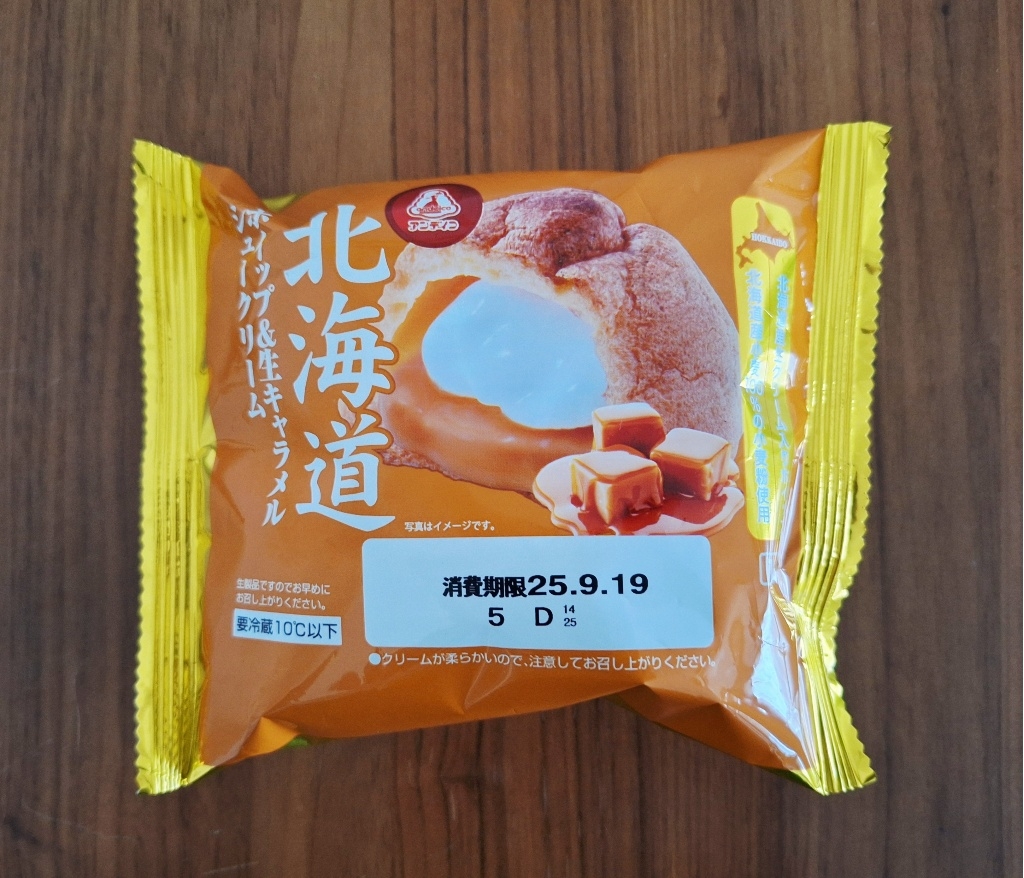 アンデイコ
北海道
ホイップ&生キャラメル
シュークリーム
HOKKAIDO
写真はイメージです。
生製品ですのでお早めに
お召し上がりください。
要冷蔵10℃以下
消費期限25.9.19
5 D 14
25
●クリームが柔らかいので、注意してお召し上がりください。